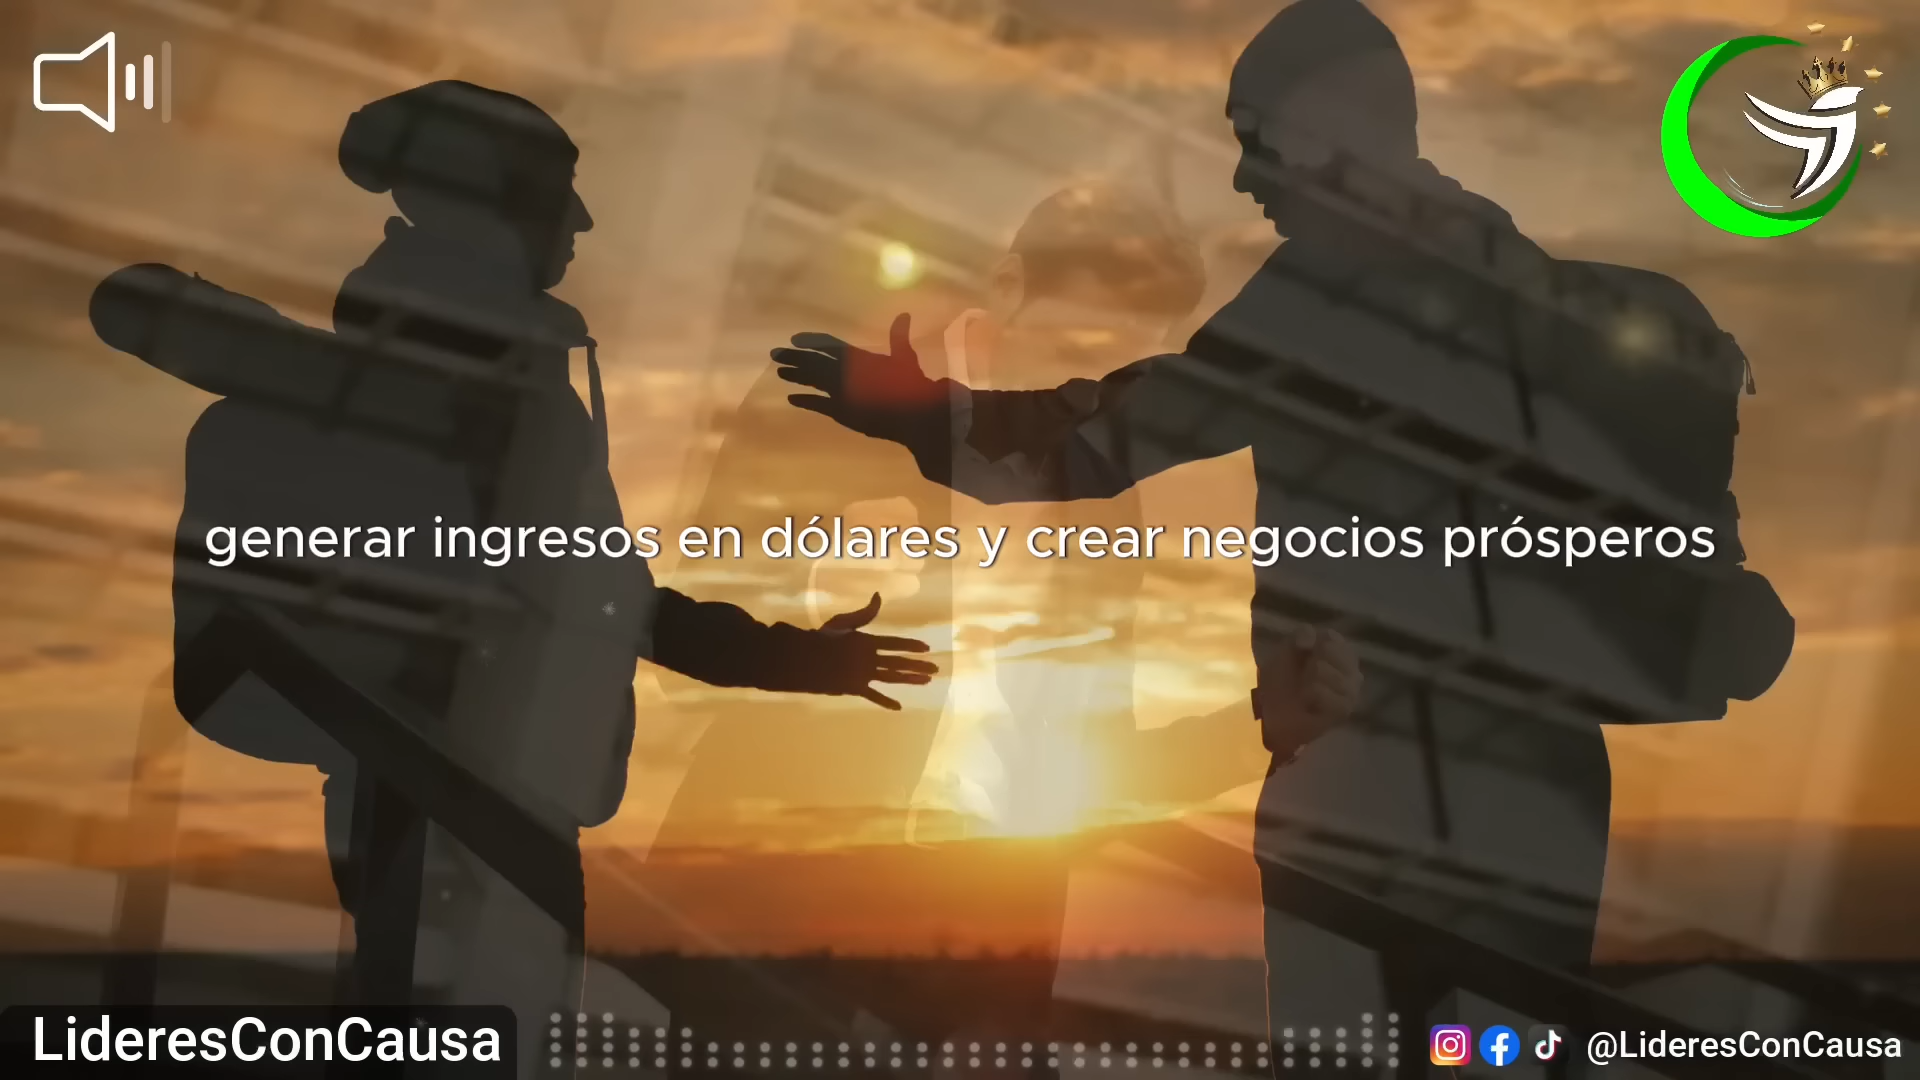 generar ingresos en dólares y crear negocios prósperos
LideresConCausa
@LideresConCausa